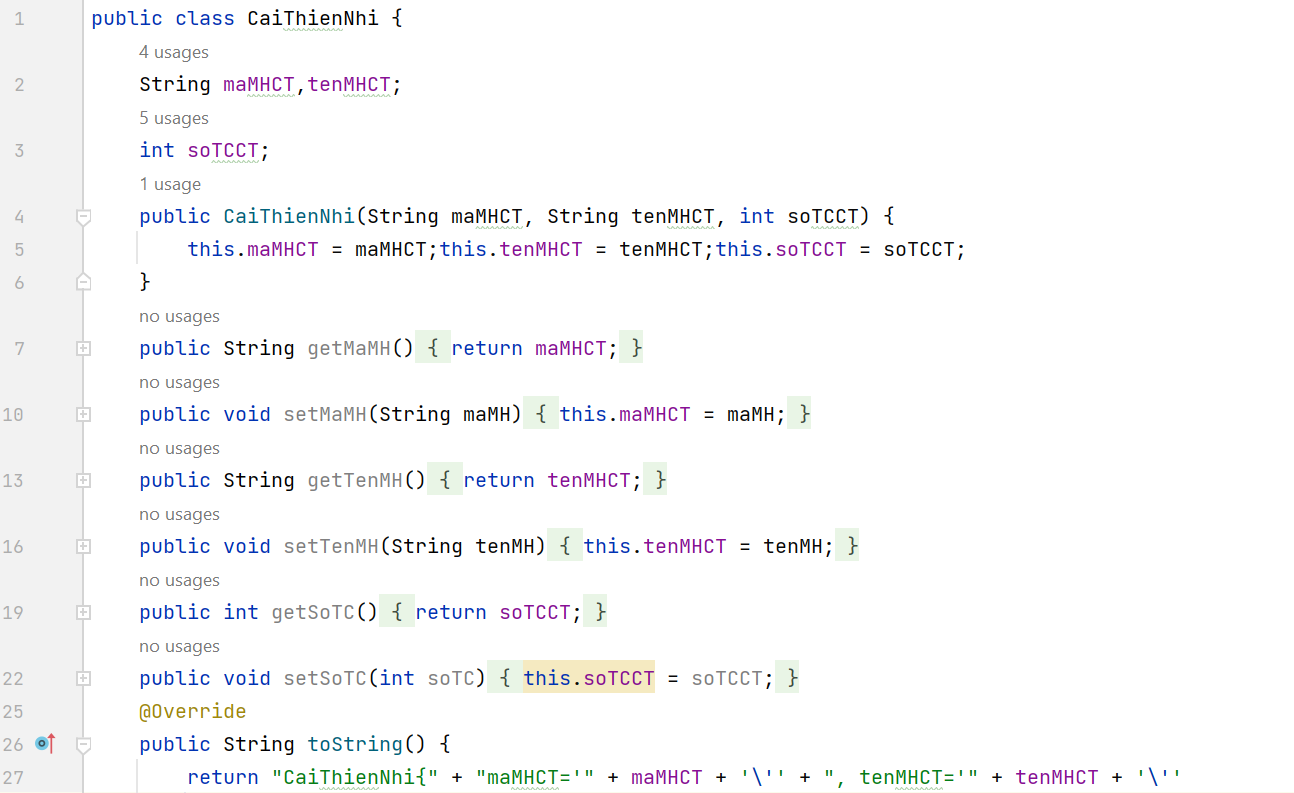 1 public class CaiThienNhi {
4 usages
2 String maMHCT,tenMHCT;
5 usages
3 int soTCCT;
1 usage
4 public CaiThienNhi(String maMHCT, String tenMHCT, int soTCCT) {
5 this.maMHCT = maMHCT;this.tenMHCT = tenMHCT;this.soTCCT = soTCCT;
6 }
no usages
7 public String getMaMH() { return maMHCT; }
no usages
10 public void setMaMH(String maMH) { this.maMHCT = maMH; }
no usages
13 public String getTenMH() { return tenMHCT; }
no usages
16 public void setTenMH(String tenMH) { this.tenMHCT = tenMH; }
no usages
19 public int getSoTC() { return soTCCT; }
no usages
22 public void setSoTC(int soTC) { this.soTCCT = soTCCT; }
25 @Override
26 public String toString() {
27 return "CaiThienNhi{" + "maMHCT='" + maMHCT + '\'' + ", tenMHCT='" + tenMHCT + '\''